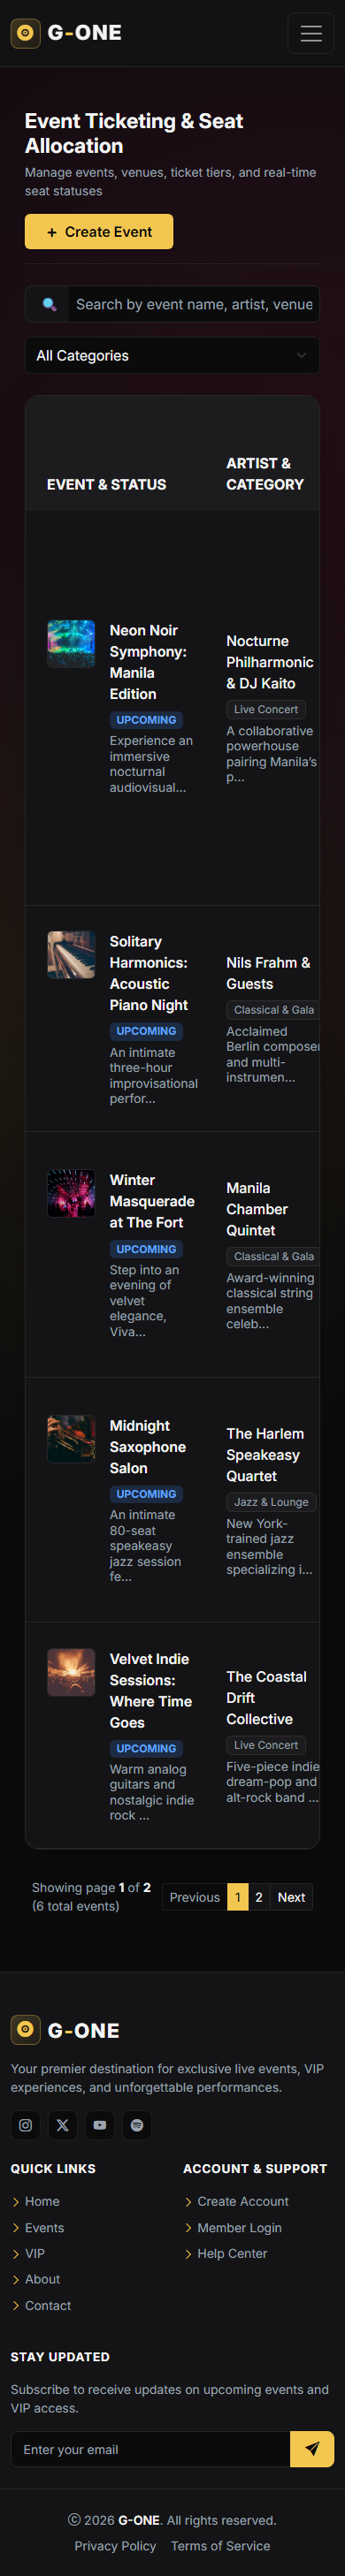 G-ONE
Event Ticketing & Seat
Allocation
Manage events, venues, ticket tiers, and real-time
seat statuses
+ Create Event
Search by event name, artist, venue
All Categories
EVENT & STATUS
ARTIST &
CATEGORY
Neon Noir
Symphony:
Manila
Edition
UPCOMING
Experience an
immersive
nocturnal
audiovisual...
Nocturne
Philharmonic
& DJ Kaito
Live Concert
A collaborative
powerhouse
pairing Manila's
p...
Solitary
Harmonics:
Acoustic
Piano Night
UPCOMING
An intimate
three-hour
improvisational
perfor...
Nils Frahm &
Guests
Classical & Gala
Acclaimed
Berlin composer
and multi-
instrumen...
Winter
Masquerade
at The Fort
UPCOMING
Step into an
evening of
velvet
elegance,
Viva...
Manila
Chamber
Quintet
Classical & Gala
Award-winning
classical string
ensemble
celeb...
Midnight
Saxophone
Salon
UPCOMING
An intimate
80-seat
speakeasy
jazz session
fe...
The Harlem
Speakeasy
Quartet
Jazz & Lounge
New York-
trained jazz
ensemble
specializing i...
Velvet Indie
Sessions:
Where Time
Goes
UPCOMING
Warm analog
guitars and
nostalgic indie
rock ...
The Coastal
Drift
Collective
Live Concert
Five-piece indie
dream-pop and
alt-rock band ...
Showing page 1 of 2
(6 total events)
Previous 1 2 Next
G-ONE
Your premier destination for exclusive live events, VIP
experiences, and unforgettable performances.
QUICK LINKS
Home
Events
VIP
About
Contact
ACCOUNT & SUPPORT
Create Account
Member Login
Help Center
STAY UPDATED
Subscribe to receive updates on upcoming events and
VIP access.
Enter your email
© 2026 G-ONE. All rights reserved.
Privacy Policy Terms of Service